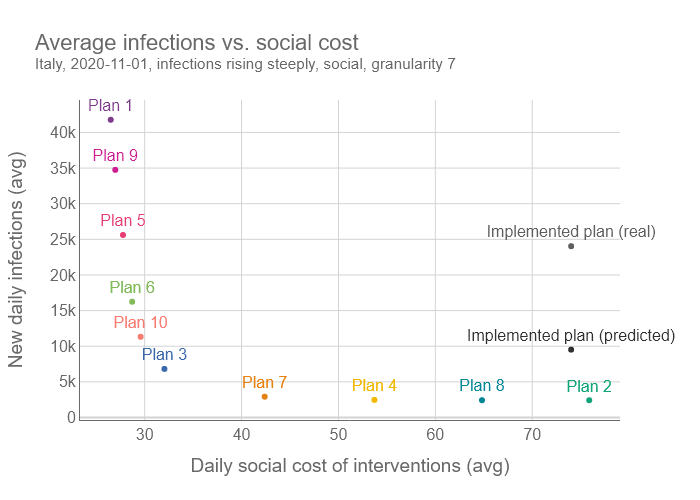 Average infections vs. social cost
Italy, 2020-11-01, infections rising steeply, social, granularity 7
New daily infections (avg)
40k
35k
30k
25k
20k
15k
10k
5k
0
Plan 1
Plan 9
Plan 5
Implemented plan (real)
Plan 6
Plan 10
Implemented plan (predicted)
Plan 3
Plan 7
Plan 4
Plan 8
Plan 2
30
40
50
60
70
Daily social cost of interventions (avg)